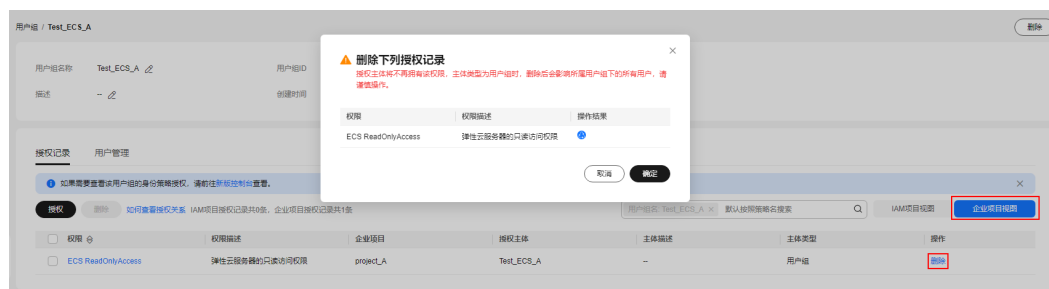 用户组 / Test_ECS_A
删除
用户组名称 Test_ECS_A 用户组ID
描述 -- 创建时间
删除下列授权记录
授权主体将不再拥有该权限，主体类型为用户组时，删除后会影响所属用户组下的所有用户，请
谨慎操作。
权限 权限描述 操作结果
ECS ReadOnlyAccess 弹性云服务器的只读访问权限
取消 确定
授权记录 用户管理
如果需要查看该用户组的身份策略授权，请前往新版控制台查看。
授权 删除 如何查看授权关系 IAM项目授权记录共0条，企业项目授权记录共1条 用户组名: Test_ECS_A × 默认按照策略名搜索 IAM项目视图 企业项目视图
权限 权限描述 企业项目 授权主体 主体描述 主体类型 操作
ECS ReadOnlyAccess 弹性云服务器的只读访问权限 project_A Test_ECS_A -- 用户组 删除